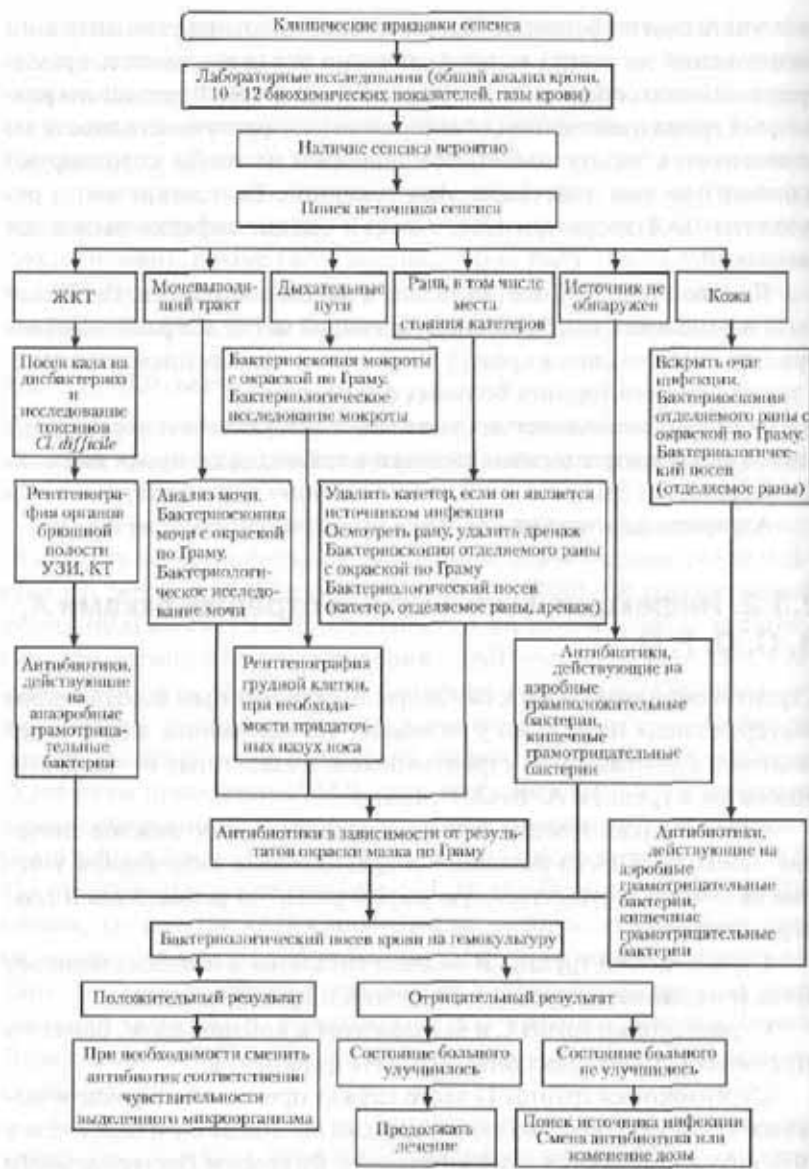 Клинические признаки сепсиса
Лабораторные исследования (общий анализ крови,
10–12 биохимических показателей, газы крови)
Наличие сепсиса вероятно
Поиск источника сепсиса
ЖКТ
Мочевыводя-
щий тракт
Дыхательные
пути
Рана, в том числе
места
стояния катетеров
Источник не
обнаружен
Кожа
Посев кала на
дисбактериоз
и
исследование
токсинов
Cl. difficile
Бактериоскопия мокроты
с окраской по Граму.
Бактериологическое
исследование мокроты
Вскрыть очаг
инфекции.
Бактериоскопия
отделяемого раны с
окраской по Граму.
Бактериологичес-
кий посев
(отделяемое раны)
Рентгеногра-
фия органов
брюшной
полости
УЗИ, КТ
Анализ мочи.
Бактериоскопия
мочи с окраской
по Граму.
Бактериологи-
ческое исследо-
вание мочи
Удалить катетер, если он является
источником инфекции
Осмотреть рану, удалить дренаж
Бактериоскопия отделяемого раны
с окраской по Граму
Бактериологический посев
(катетер, отделяемое раны, дренаж)
Антибиотики,
действующие
на
анаэробные
грамотрица-
тельные
бактерии
Рентгенография
грудной клетки,
при необходи-
мости придаточ-
ных пазух носа
Антибиотики,
действующие на
аэробные
грамположительные
бактерии,
кишечные
грамотрицательные
бактерии
Антибиотики в зависимости от резуль-
татов окраски мазка по Граму
Антибиотики,
действующие на
аэробные
грамотрицательные
бактерии,
кишечные
грамотрицательные
бактерии
Бактериологический посев крови на гемокультуру
Положительный результат
Отрицательный результат
При необходимости сменить
антибиотик соответственно
чувствительности
выделенного микроорганизма
Состояние больного
улучшилось
Состояние больного
не улучшилось
Продолжать
лечение
Поиск источника инфекции
Смена антибиотика или
изменение дозы